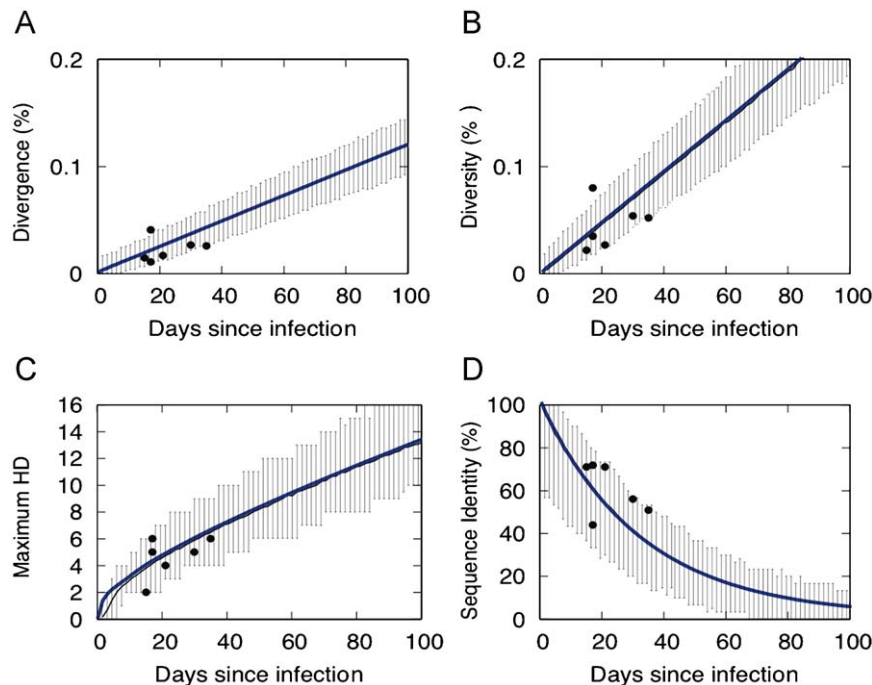 A
Divergence (%)
0.2
0.1
0
0 20 40 60 80 100
Days since infection
B
Diversity (% )
0.2
0.1
0
0 20 40 60 80 100
Days since infection
C
Maximum HD
16
14
12
10
8
6
4
2
0
0 20 40 60 80 100
Days since infection
D
Sequence Identity (%)
100
80
60
40
20
0
0 20 40 60 80 100
Days since infection